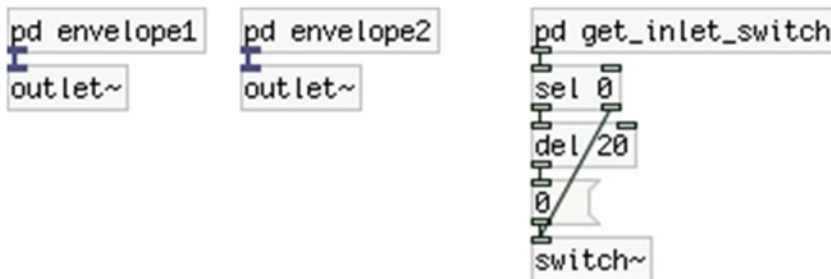 pd envelope1
outlet~
pd envelope2
outlet~
pd get_inlet_switch
sel 0
del 20
0
switch~